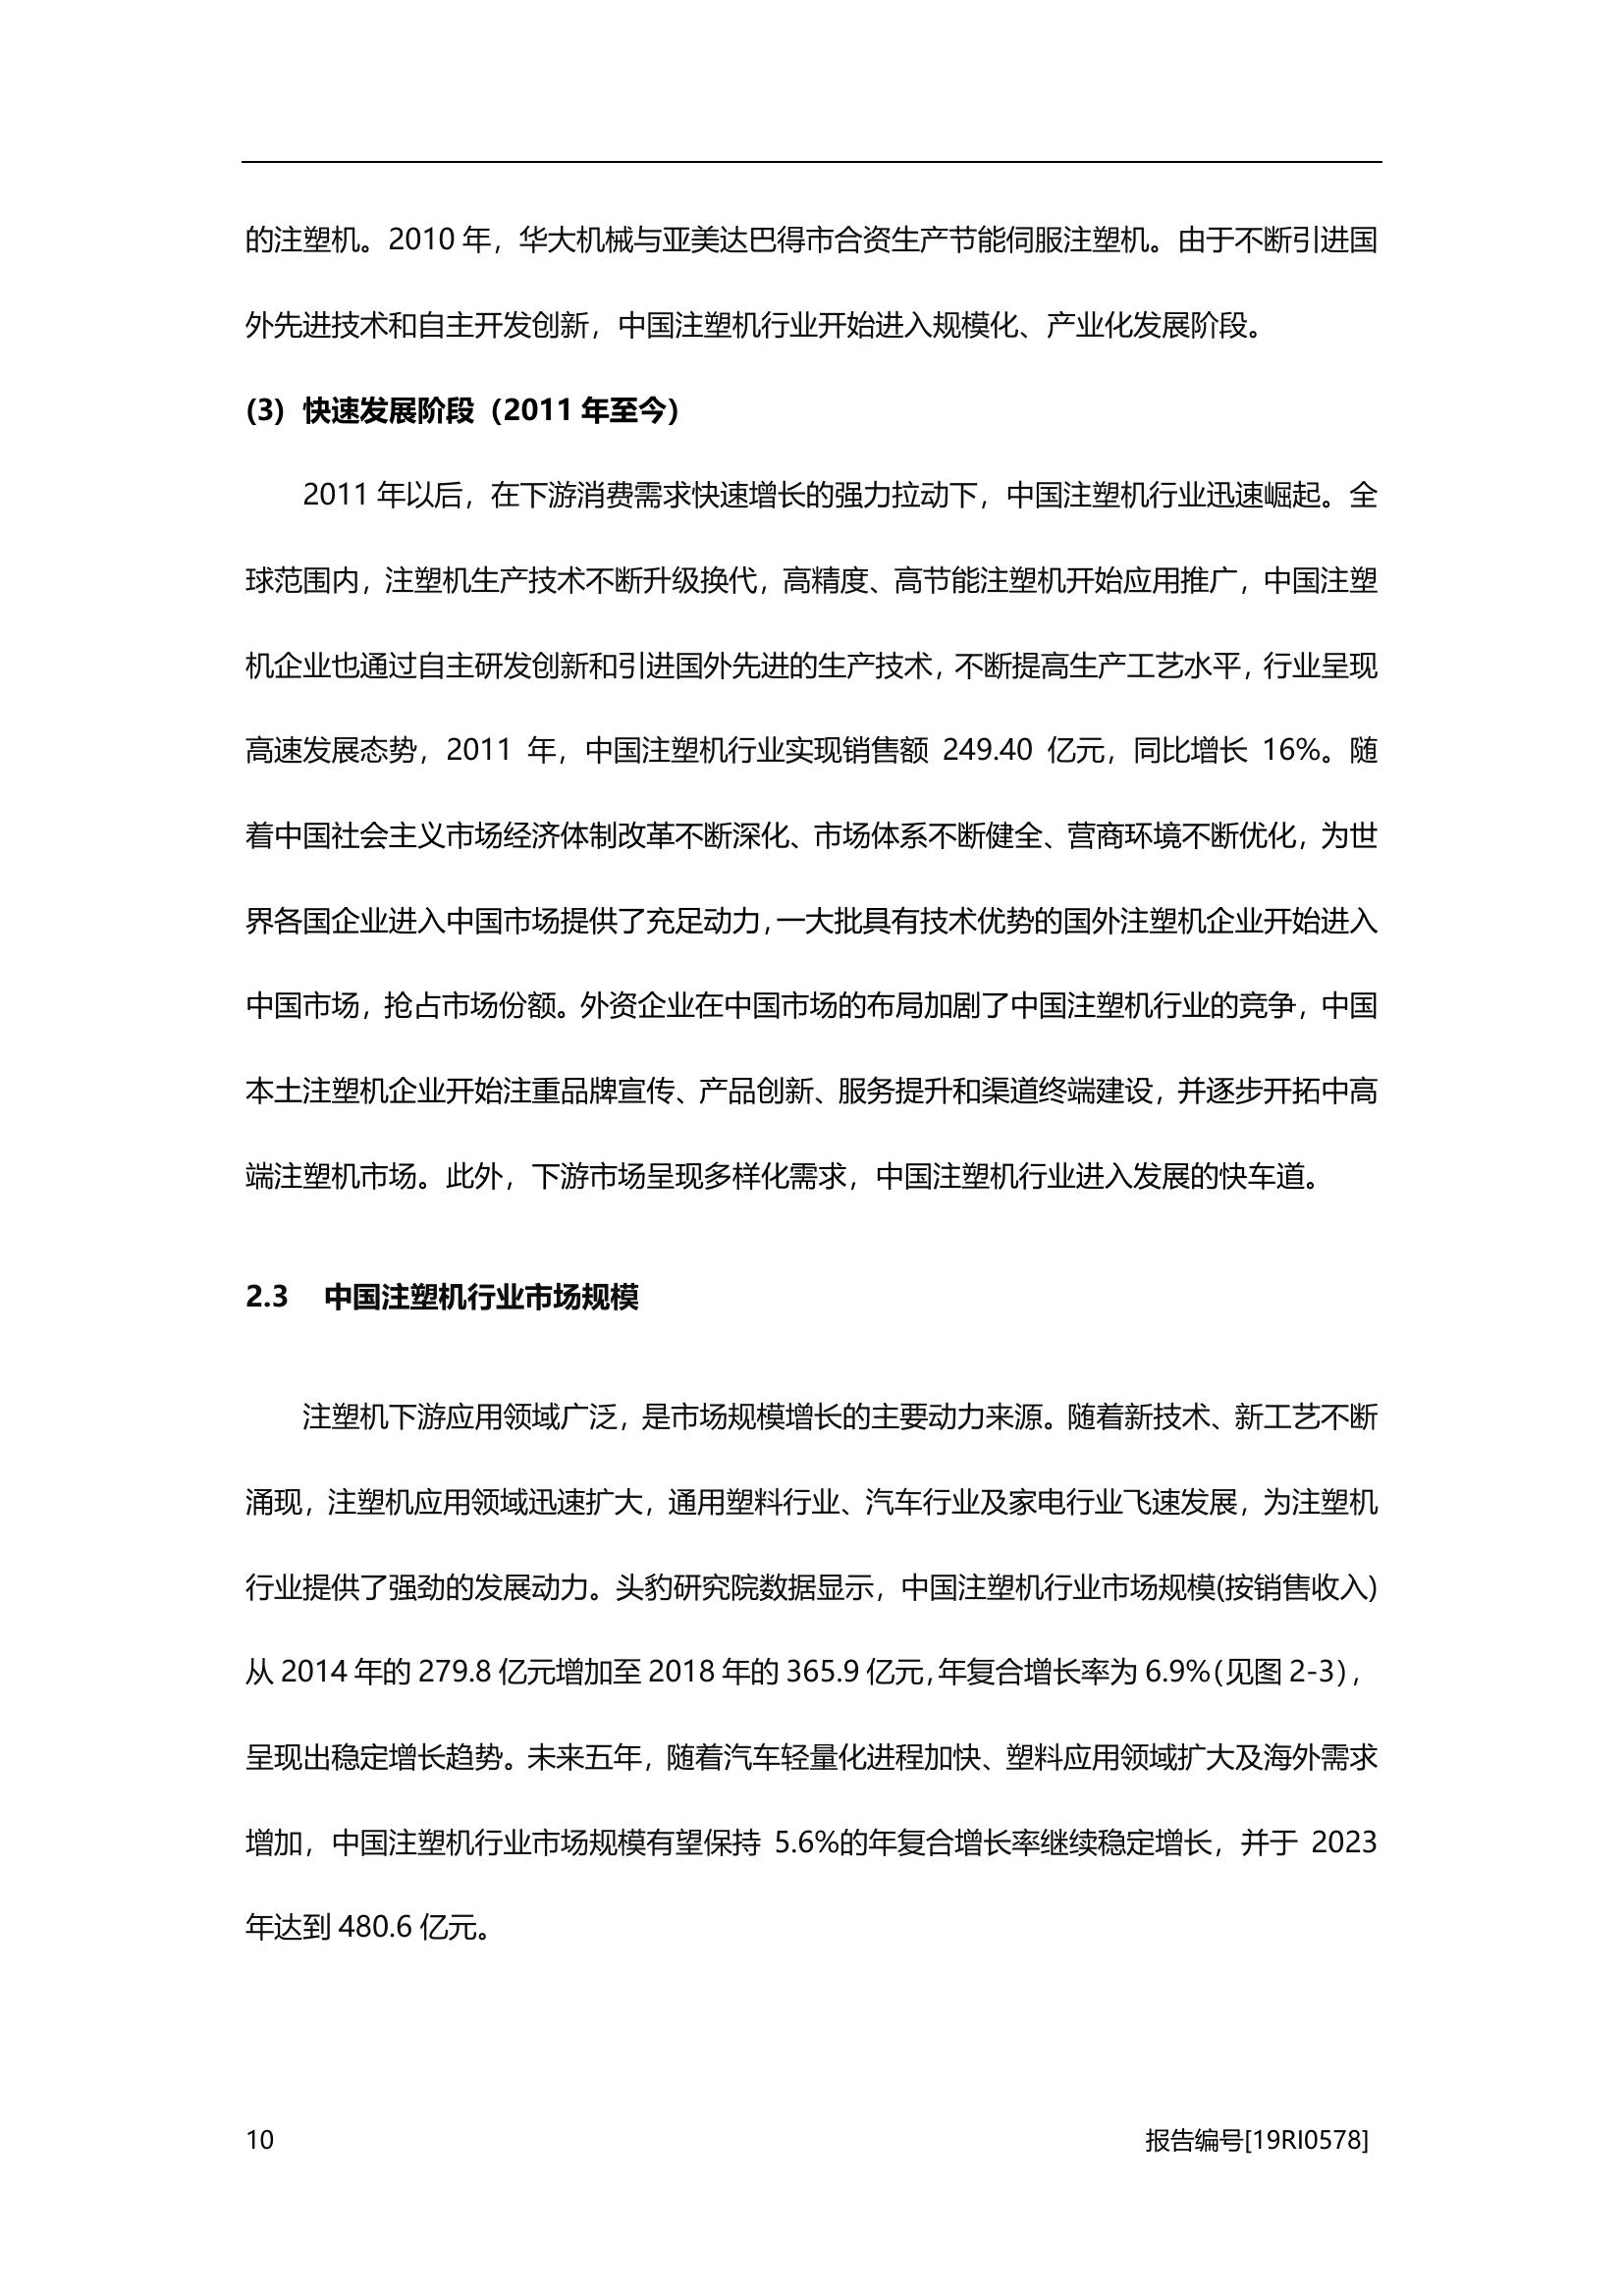 的注塑机。2010 年，华大机械与亚美达巴得市合资生产节能伺服注塑机。由于不断引进国
外先进技术和自主开发创新，中国注塑机行业开始进入规模化、产业化发展阶段。
(3) 快速发展阶段（2011 年至今）
2011 年以后，在下游消费需求快速增长的强力拉动下，中国注塑机行业迅速崛起。全
球范围内，注塑机生产技术不断升级换代，高精度、高节能注塑机开始应用推广，中国注塑
机企业也通过自主研发创新和引进国外先进的生产技术，不断提高生产工艺水平，行业呈现
高速发展态势，2011 年，中国注塑机行业实现销售额 249.40 亿元，同比增长 16%。随
着中国社会主义市场经济体制改革不断深化、市场体系不断健全、营商环境不断优化，为世
界各国企业进入中国市场提供了充足动力，一大批具有技术优势的国外注塑机企业开始进入
中国市场，抢占市场份额。外资企业在中国市场的布局加剧了中国注塑机行业的竞争，中国
本土注塑机企业开始注重品牌宣传、产品创新、服务提升和渠道终端建设，并逐步开拓中高
端注塑机市场。此外，下游市场呈现多样化需求，中国注塑机行业进入发展的快车道。
2.3 中国注塑机行业市场规模
注塑机下游应用领域广泛，是市场规模增长的主要动力来源。随着新技术、新工艺不断
涌现，注塑机应用领域迅速扩大，通用塑料行业、汽车行业及家电行业飞速发展，为注塑机
行业提供了强劲的发展动力。头豹研究院数据显示，中国注塑机行业市场规模(按销售收入)
从 2014 年的 279.8 亿元增加至 2018 年的 365.9 亿元，年复合增长率为 6.9%（见图 2-3），
呈现出稳定增长趋势。未来五年，随着汽车轻量化进程加快、塑料应用领域扩大及海外需求
增加，中国注塑机行业市场规模有望保持 5.6%的年复合增长率继续稳定增长，并于 2023
年达到 480.6 亿元。
10 报告编号[19RI0578]